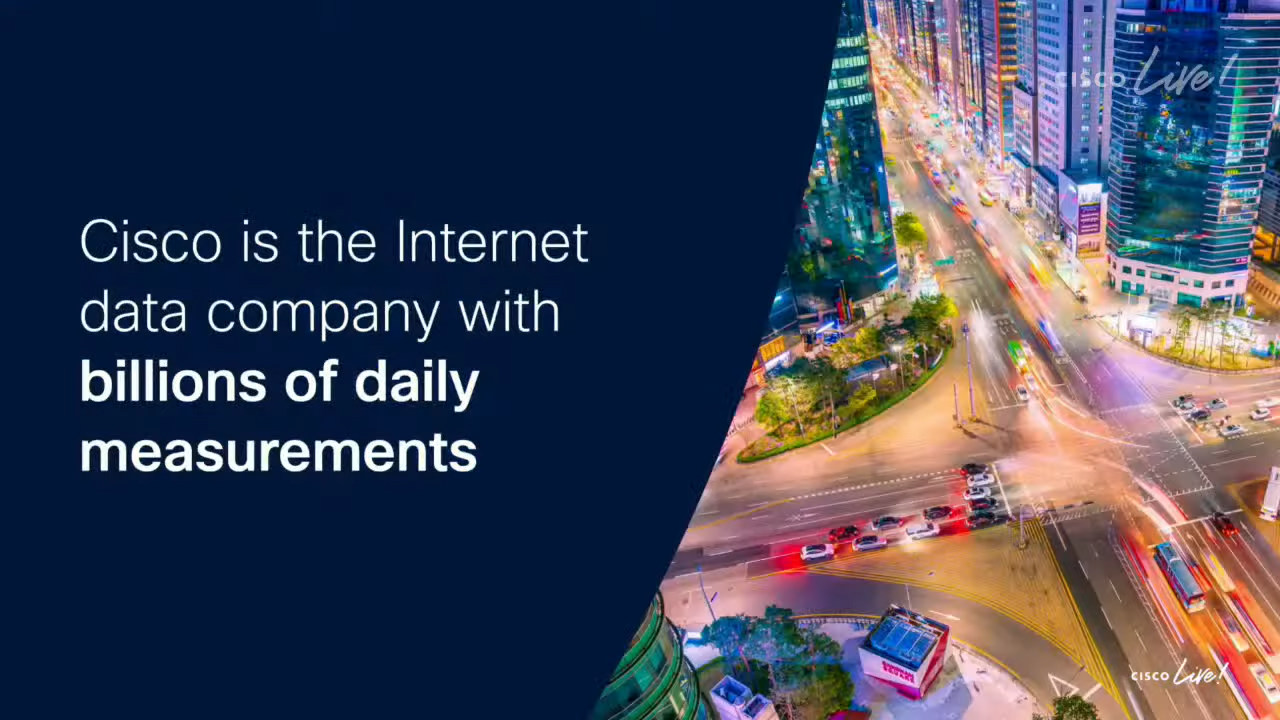 CISCO Live!
Cisco is the Internet
data company with
billions of daily
measurements
CISCO Live!